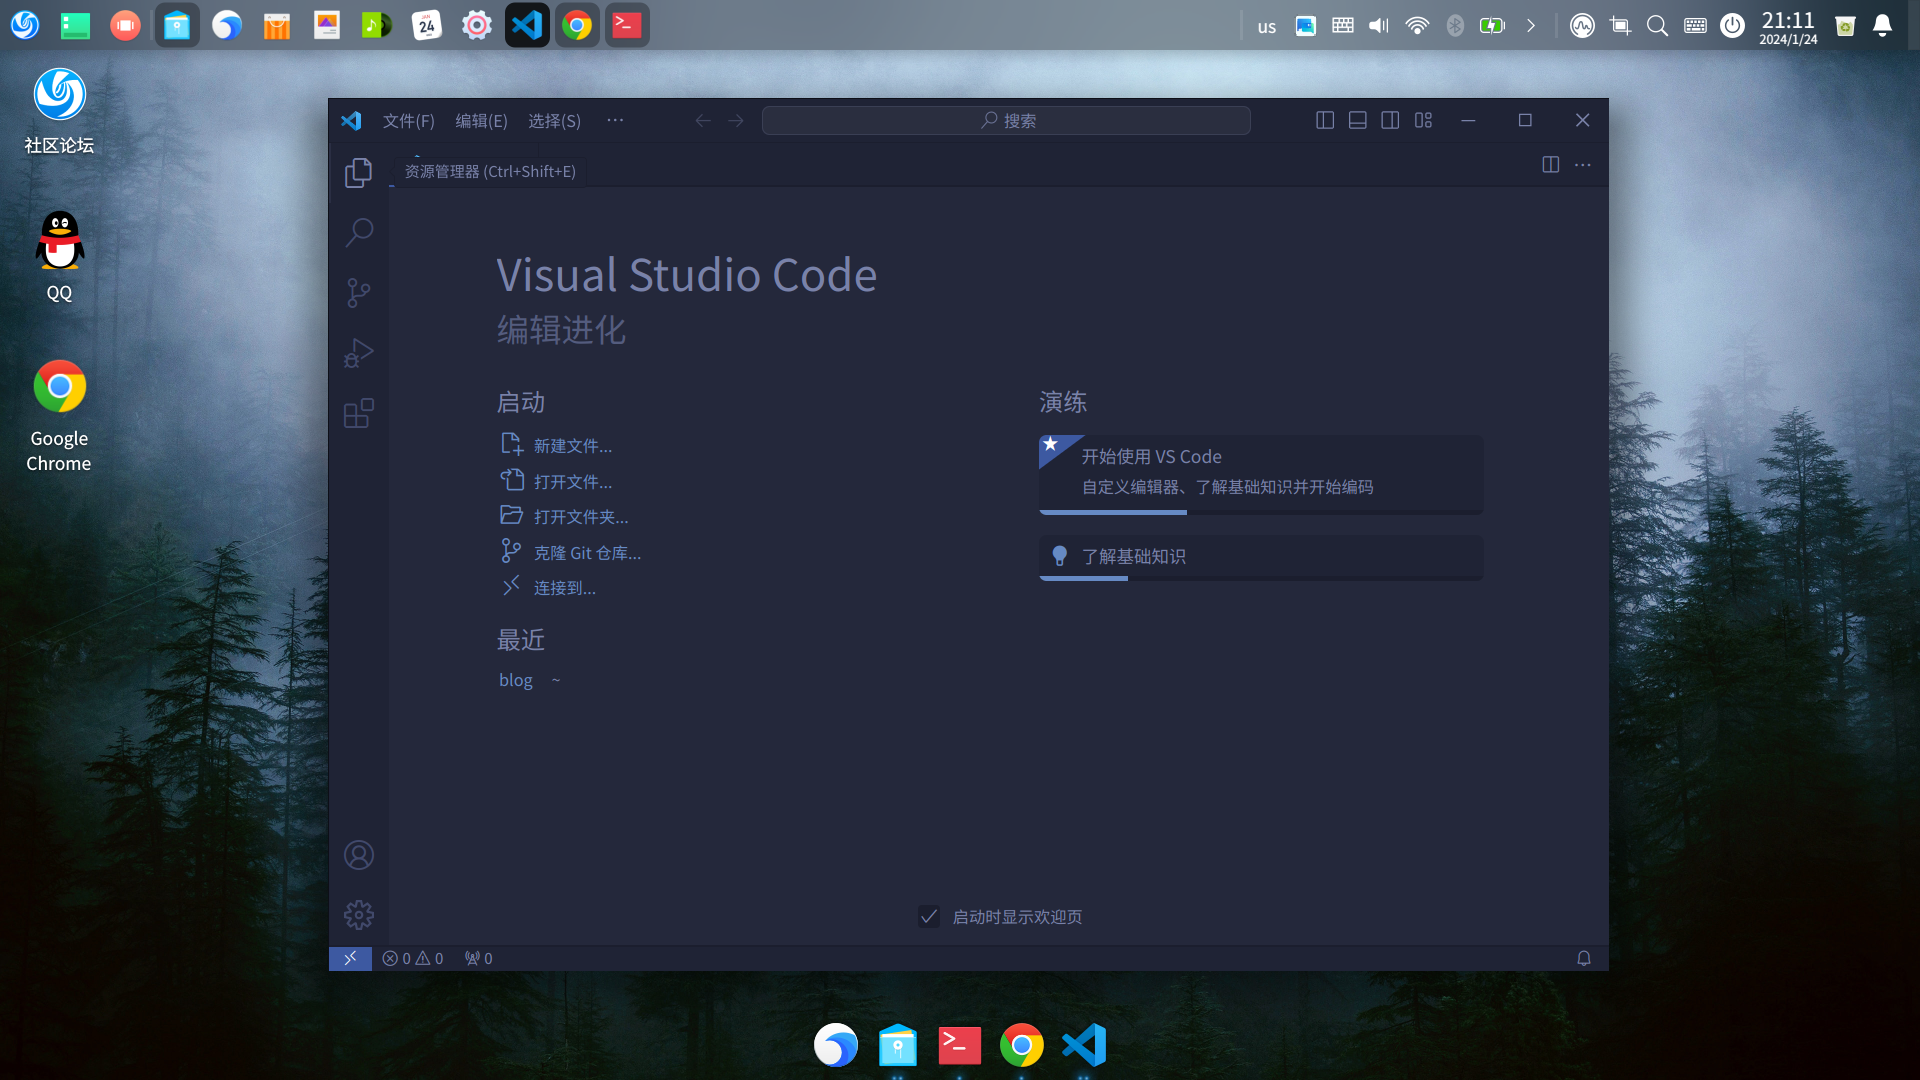 JAN
24
us
21:11
2024/1/24
社区论坛
QQ
Google
Chrome
文件(F) 编辑(E) 选择(S) ···
搜索
资源管理器 (Ctrl+Shift+E)
Visual Studio Code
编辑进化
启动
新建文件...
打开文件...
打开文件夹...
克隆 Git 仓库...
连接到...
最近
blog ~
演练
开始使用 VS Code
自定义编辑器、了解基础知识并开始编码
了解基础知识
启动时显示欢迎页
0 0 0